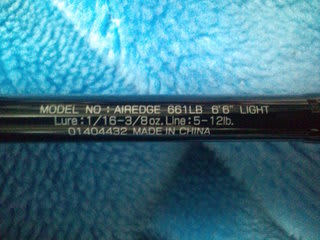 MODEL NO : AIREDGE 661LB 6'6" LIGHT
Lure : 1/16-3/8oz. Line : 5-12lb.
01404432 MADE IN CHINA